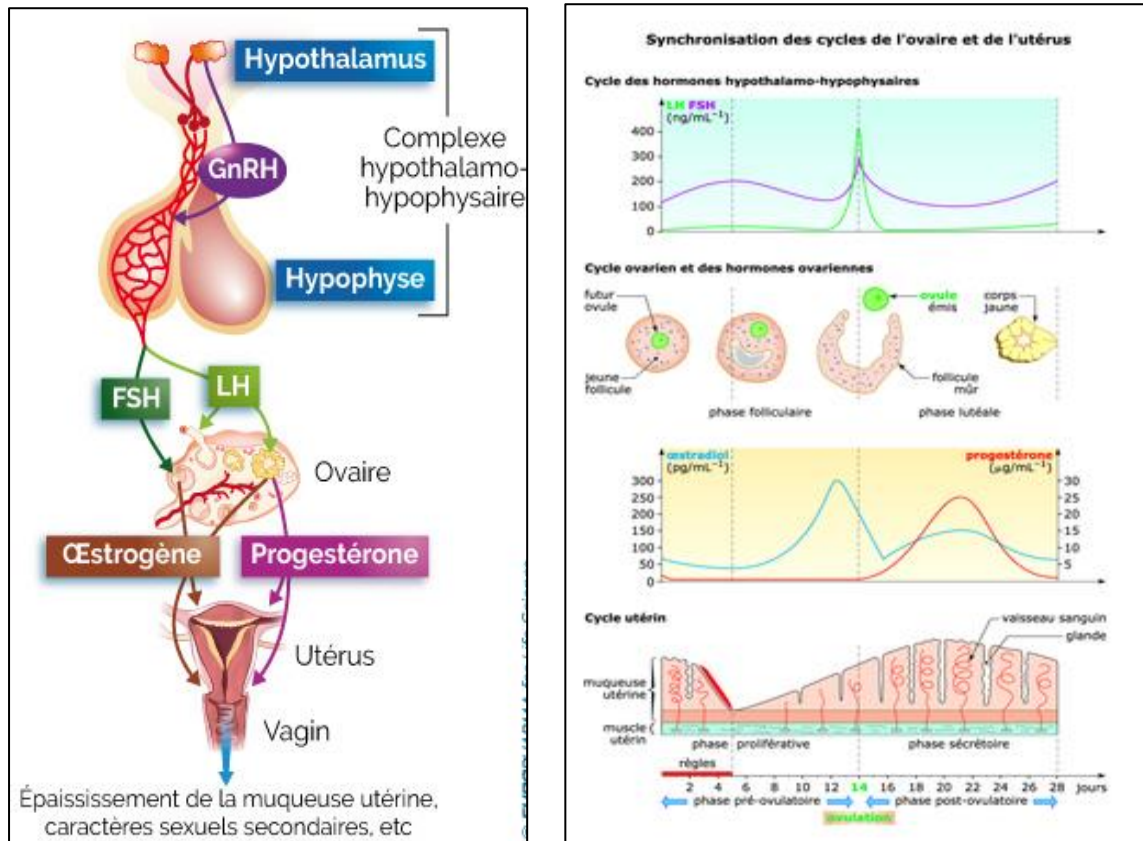 Hypothalamus
GnRH
Complexe
hypothalamo-
hypophysaire
Hypophyse
FSH
LH
Ovaire
Œstrogène
Progestérone
Utérus
Vagin
Épaississement de la muqueuse utérine,
caractères sexuels secondaires, etc
Synchronisation des cycles de l'ovaire et de l'utérus
Cycle des hormones hypothalamo-hypophysaires
LH FSH
(ng/mL⁻¹)
400
300
200
100
0
Cycle ovarien et des hormones ovariennes
futur
ovule
ovule
émis
corps
jaune
jeune
follicule
follicule
mûr
phase folliculaire
phase lutéale
œstradiol
(pg/mL⁻¹)
progestérone
(µg/mL⁻¹)
300
250
200
150
100
50
0
30
25
20
15
10
5
Cycle utérin
vaisseau sanguin
glande
muqueuse
utérine
muscle
utérin
phase proliférative
phase sécrétoire
règles
2 4 6 8 10 12 14 16 18 20 22 24 26 28 jours
phase pré-ovulatoire
phase post-ovulatoire
ovulation